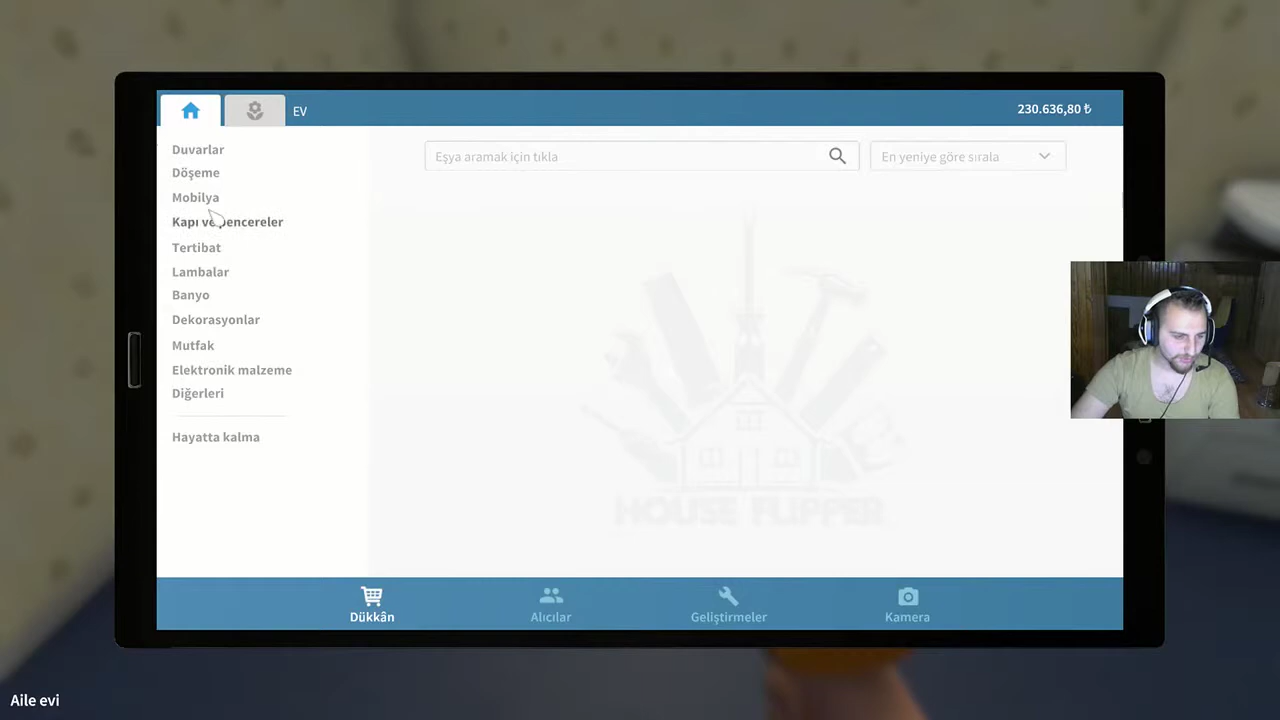 EV
230.636,80 ₺
Duvarlar
Döşeme
Mobilya
Kapı ve pencereler
Tertibat
Lambalar
Banyo
Dekorasyonlar
Mutfak
Elektronik malzeme
Diğerleri
Hayatta kalma
Eşya aramak için tıkla
En yeniye göre sırala
HOUSE FLIPPER
Dükkân
Alıcılar
Geliştirmeler
Kamera
Aile evi